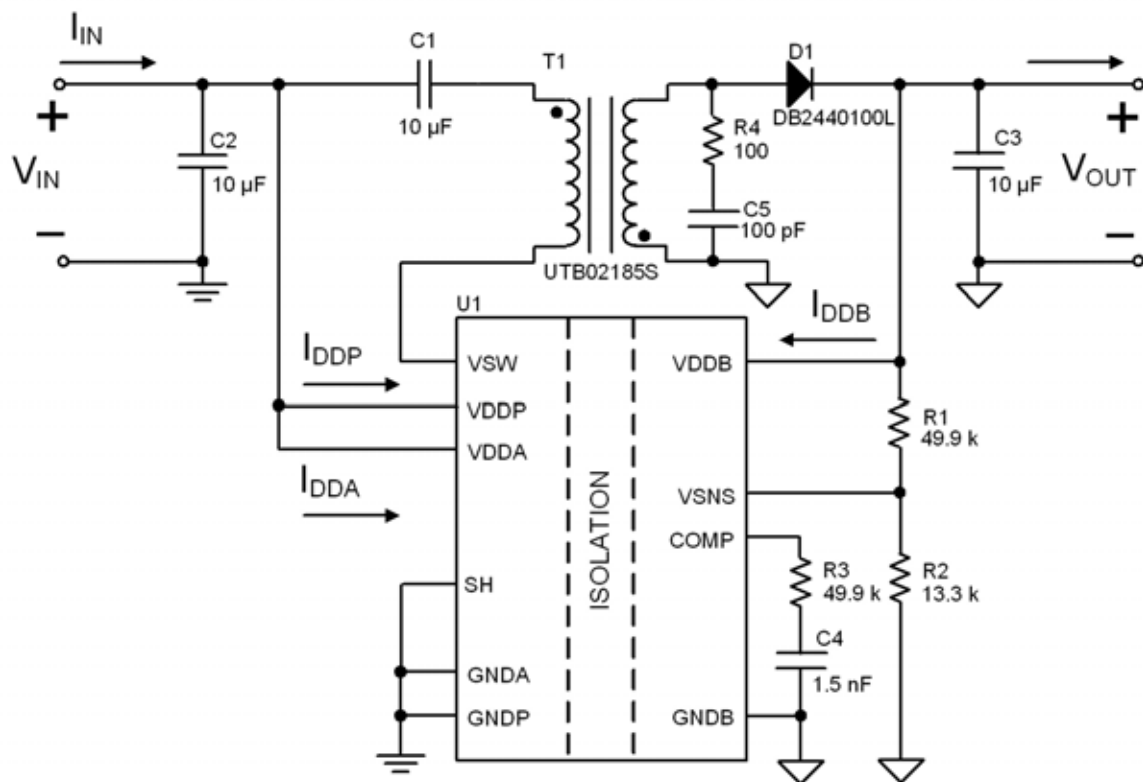 I_IN
C1
10 µF
T1
D1
DB2440100L
+
V_IN
−
C2
10 µF
R4
100
C5
100 pF
C3
10 µF
+
V_OUT
−
UTB02185S
U1
I_DDP
I_DDA
I_DDB
VSW
VDDP
VDDA
SH
GNDA
GNDP
ISOLATION
VDDB
VSNS
COMP
GNDB
R1
49.9 k
R3
49.9 k
R2
13.3 k
C4
1.5 nF